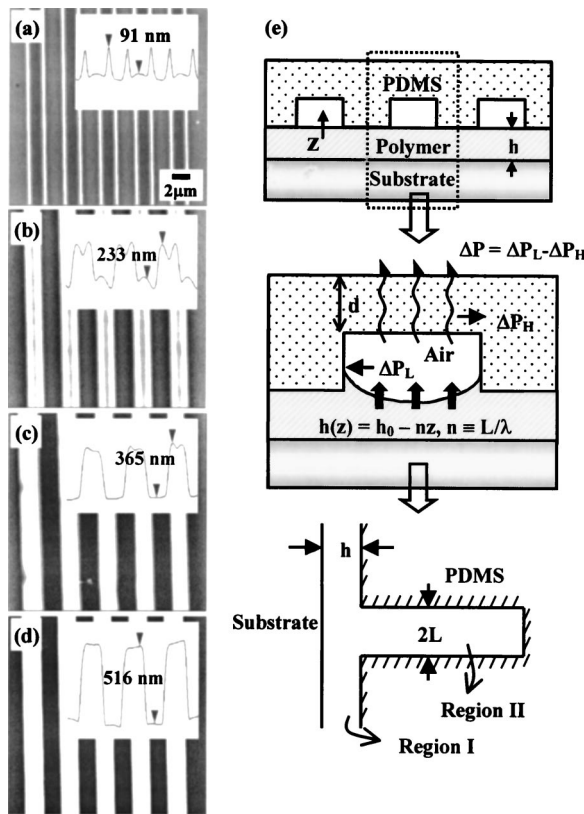 (a)
91 nm
2μm
(b)
233 nm
(c)
365 nm
(d)
516 nm
(e)
PDMS
z
Polymer
h
Substrate
ΔP = ΔP_L-ΔP_H
d
ΔP_H
Air
ΔP_L
h(z) = h₀ – nz, n ≡ L/λ
h
PDMS
Substrate
2L
Region II
Region I